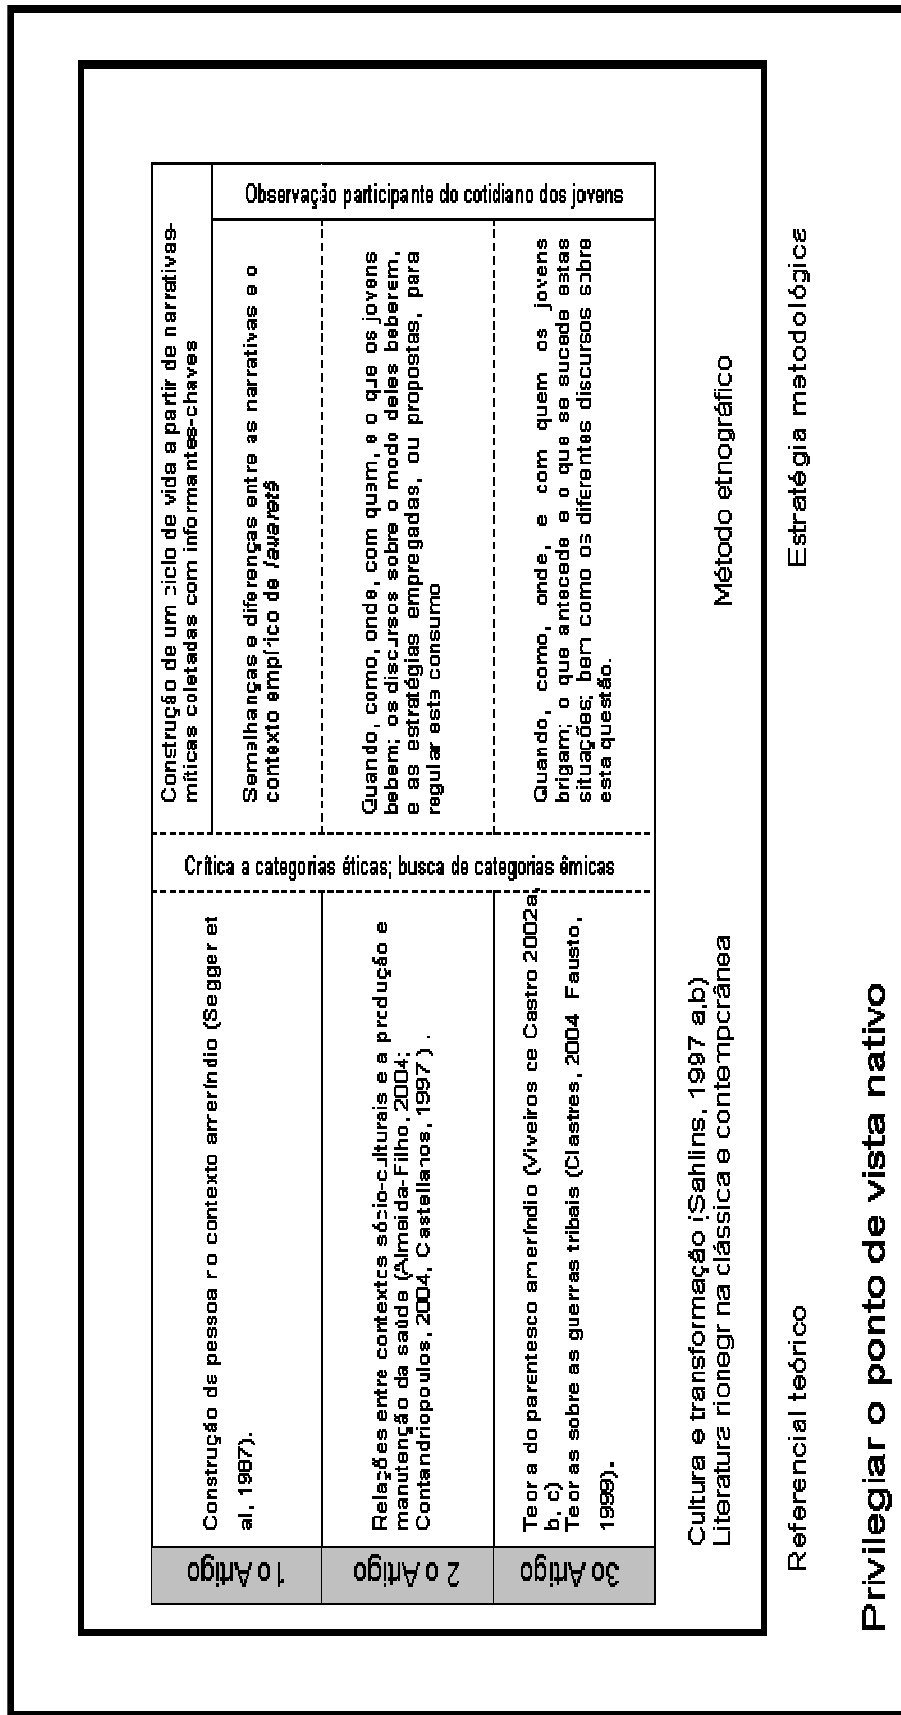 1o Artigo
Construção da pessoa no contexto ameríndio (Segger et
al, 1987).
Crítica a categorias éticas; busca de categorias êmicas
Construção de um ciclo de vida a partir de narrativas-
míticas coletadas com informantes-chaves
Semelhanças e diferenças entre as narrativas e o
contexto empírico de Iauaretê
Observação participante do cotidiano dos jovens
2 o Artigo
Relações entre contextos sócio-culturais e a produção e
manutenção da saúde (Almeida-Filho, 2004;
Contandriopoulos, 2004, Castellanos, 1997) .
Quando, como, onde, com quem, e o que os jovens
bebem; os discursos sobre o modo deles beberem,
e as estratégias empregadas, ou propostas, para
regular este consumo
3o Artigo
Teoria do parentesco ameríndio (Viveiros de Castro 2002a,
b, c)
Teorias sobre as guerras tribais (Clastres, 2004 Fausto,
1999).
Quando, como, onde, e com quem os jovens
brigam; o que antecede e o que se sucede estas
situações; bem como os diferentes discursos sobre
esta questão.
Cultura e transformação (Sahlins, 1997 a,b)
Literatura rionegrina clássica e contemporânea
Método etnográfico
Referencial teórico
Estratégia metodológica
Privilegiar o ponto de vista nativo